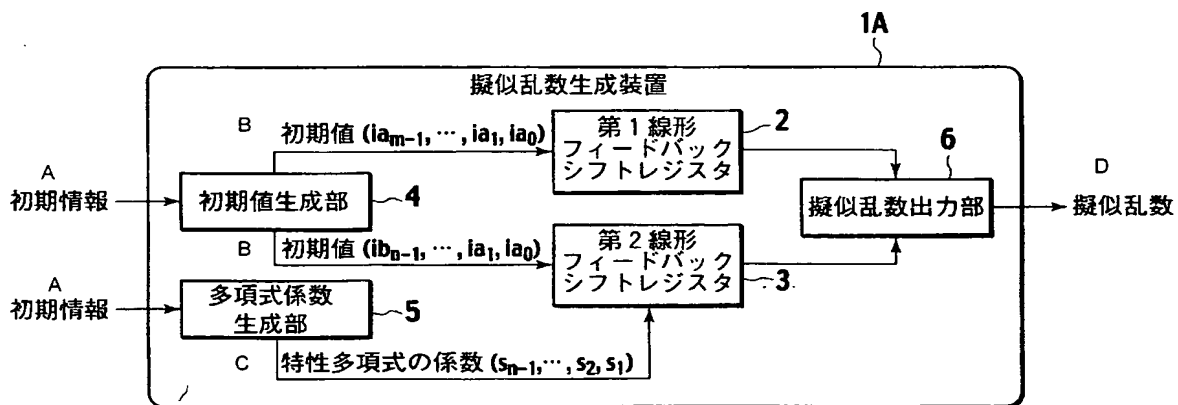 1A
擬似乱数生成装置
B
初期値 (ia_{m-1}, ⋯, ia_1, ia_0)
第1線形
フィードバック
シフトレジスタ
2
A
初期情報
初期値生成部
4
擬似乱数出力部
6
D
擬似乱数
B
初期値 (ib_{n-1}, ⋯, ia_1, ia_0)
第2線形
フィードバック
シフトレジスタ
3
A
初期情報
多項式係数
生成部
5
C
特性多項式の係数 (s_{n-1}, ⋯, s_2, s_1)